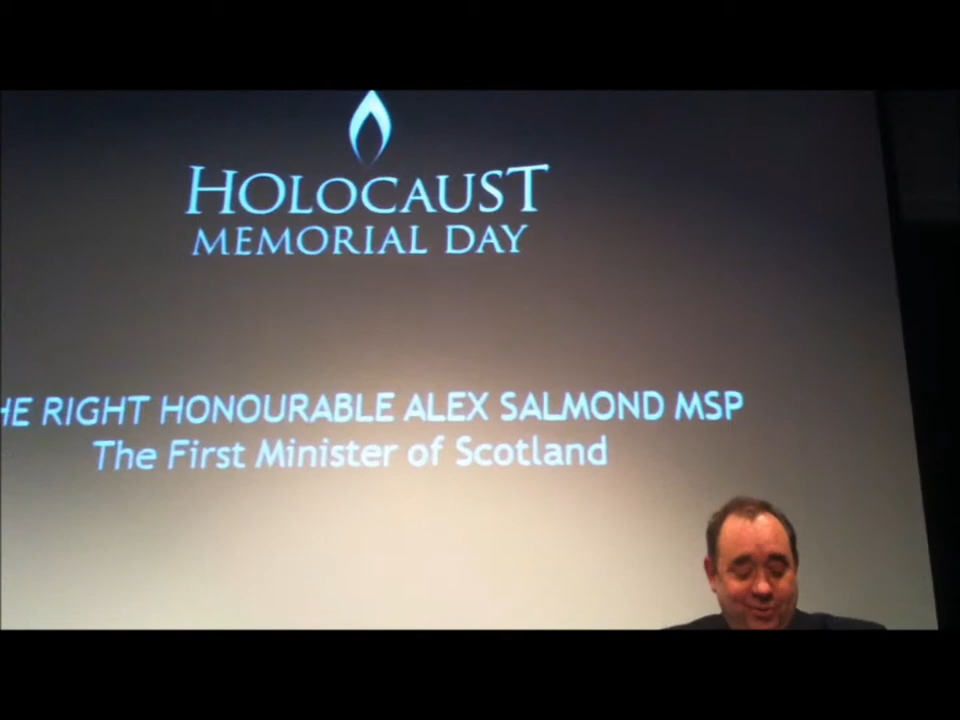 HOLOCAUST
MEMORIAL DAY
HE RIGHT HONOURABLE ALEX SALMOND MSP
The First Minister of Scotland